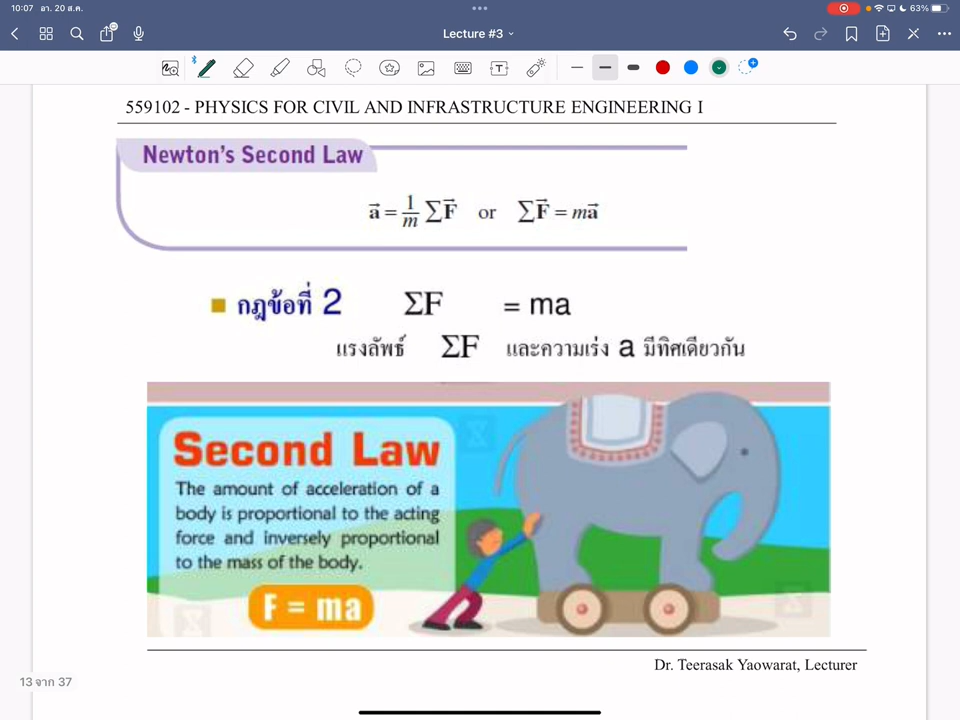 10:07 อา. 20 ส.ค.
63%
Lecture #3
559102 - PHYSICS FOR CIVIL AND INFRASTRUCTURE ENGINEERING I
Newton's Second Law
a⃗ = 1/m ΣF⃗ or ΣF⃗ = ma⃗
กฎข้อที่ 2 ΣF = ma
แรงลัพธ์ ΣF และความเร่ง a มีทิศเดียวกัน
Second Law
The amount of acceleration of a
body is proportional to the acting
force and inversely proportional
to the mass of the body.
F = ma
Dr. Teerasak Yaowarat, Lecturer
13 จาก 37